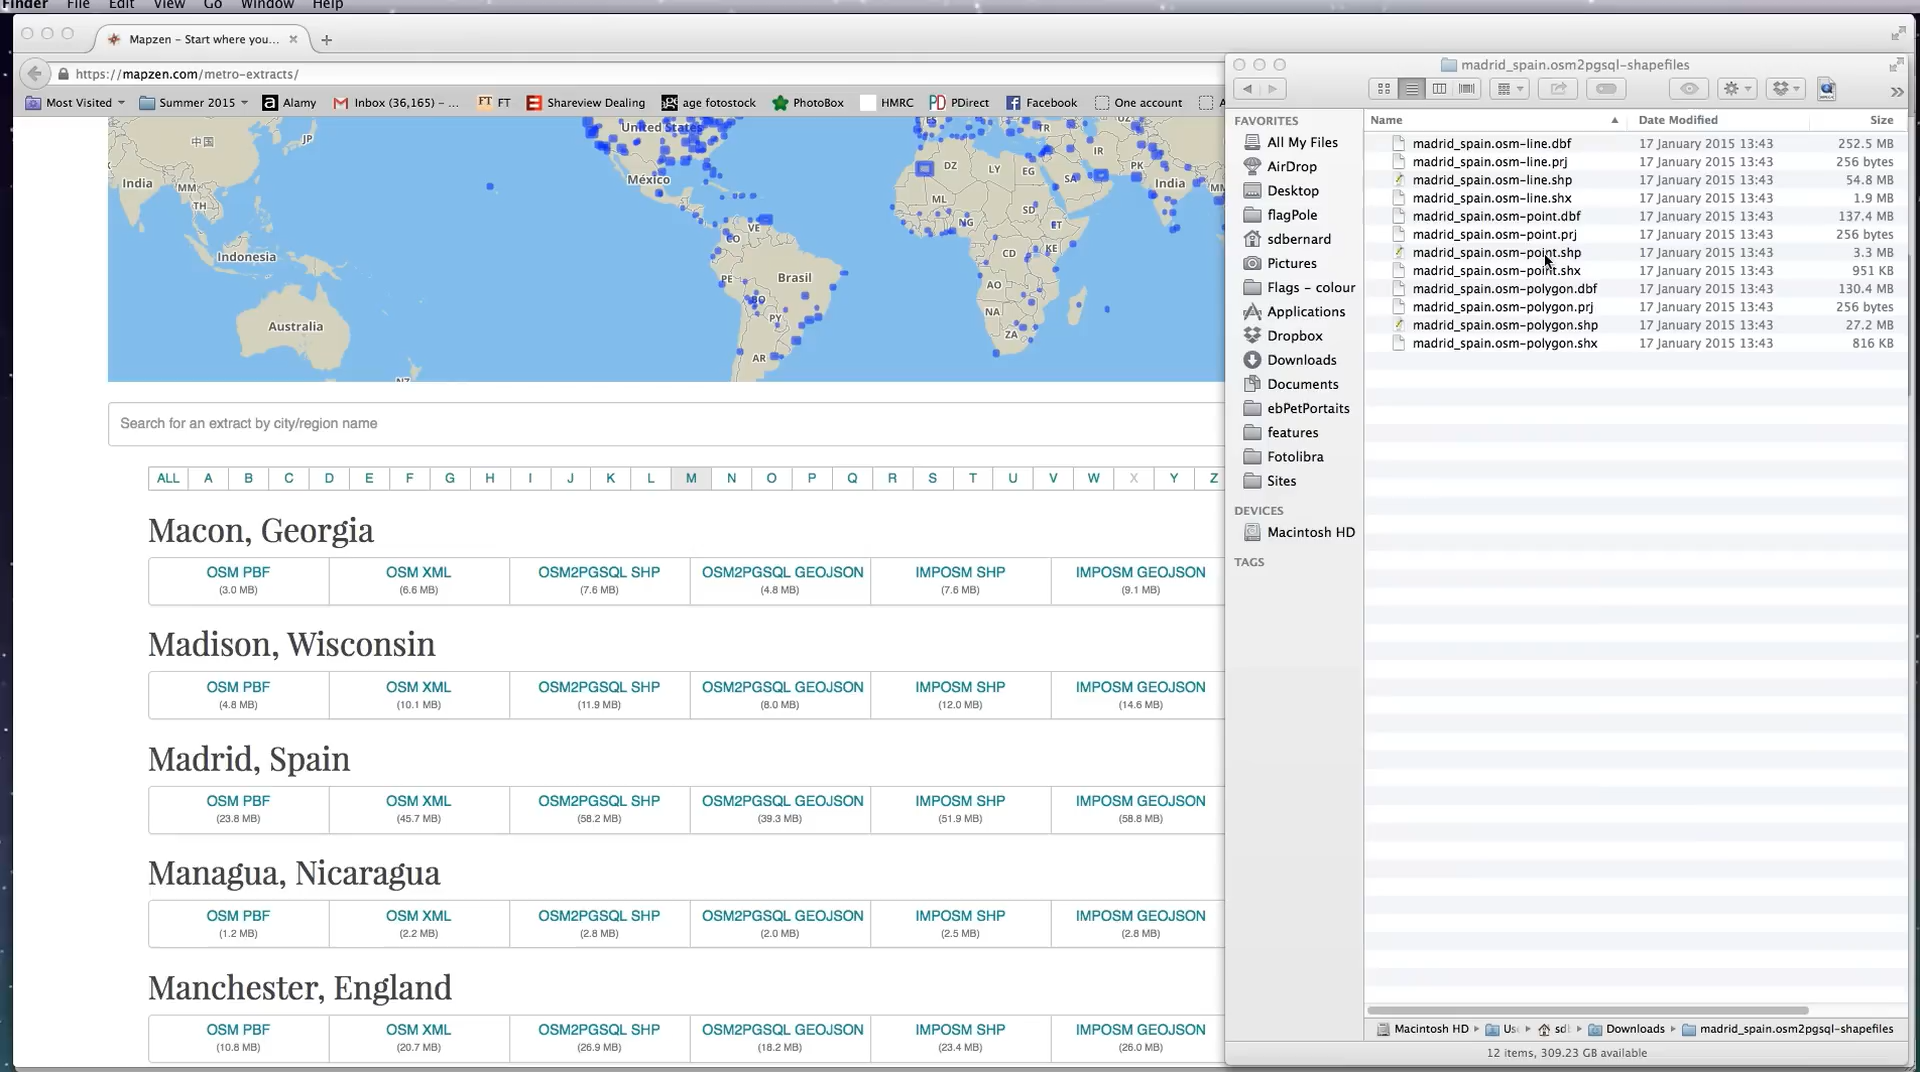 Finder File Edit View Go Window Help
Mapzen – Start where you...
https://mapzen.com/metro-extracts/
Most Visited Summer 2015 Alamy Inbox (36,165) – ... FT FT Shareview Dealing age fotostock PhotoBox HMRC PDirect Facebook One account
中国 JP United States ES TR
India MM México DZ LY EG SA IR India MM
TH ML NG SD ET
VE CO CD KE
Indonesia PE Brasil AO
BO PY NA
Australia ZA
AR
NZ
Search for an extract by city/region name
ALL A B C D E F G H I J K L M N O P Q R S T U V W X Y Z
Macon, Georgia
OSM PBF OSM XML OSM2PGSQL SHP OSM2PGSQL GEOJSON IMPOSM SHP IMPOSM GEOJSON
(3.0 MB) (6.6 MB) (7.6 MB) (4.8 MB) (7.6 MB) (9.1 MB)
Madison, Wisconsin
OSM PBF OSM XML OSM2PGSQL SHP OSM2PGSQL GEOJSON IMPOSM SHP IMPOSM GEOJSON
(4.8 MB) (10.1 MB) (11.9 MB) (8.0 MB) (12.0 MB) (14.6 MB)
Madrid, Spain
OSM PBF OSM XML OSM2PGSQL SHP OSM2PGSQL GEOJSON IMPOSM SHP IMPOSM GEOJSON
(23.8 MB) (45.7 MB) (58.2 MB) (39.3 MB) (51.9 MB) (58.8 MB)
Managua, Nicaragua
OSM PBF OSM XML OSM2PGSQL SHP OSM2PGSQL GEOJSON IMPOSM SHP IMPOSM GEOJSON
(1.2 MB) (2.2 MB) (2.8 MB) (2.0 MB) (2.5 MB) (2.8 MB)
Manchester, England
OSM PBF OSM XML OSM2PGSQL SHP OSM2PGSQL GEOJSON IMPOSM SHP IMPOSM GEOJSON
(10.8 MB) (20.7 MB) (26.9 MB) (18.2 MB) (23.4 MB) (26.0 MB)
madrid_spain.osm2pgsql-shapefiles
FAVORITES
All My Files
AirDrop
Desktop
flagPole
sdbernard
Pictures
Flags – colour
Applications
Dropbox
Downloads
Documents
ebPetPortaits
features
Fotolibra
Sites
DEVICES
Macintosh HD
TAGS
Name Date Modified Size
madrid_spain.osm-line.dbf 17 January 2015 13:43 252.5 MB
madrid_spain.osm-line.prj 17 January 2015 13:43 256 bytes
madrid_spain.osm-line.shp 17 January 2015 13:43 54.8 MB
madrid_spain.osm-line.shx 17 January 2015 13:43 1.9 MB
madrid_spain.osm-point.dbf 17 January 2015 13:43 137.4 MB
madrid_spain.osm-point.prj 17 January 2015 13:43 256 bytes
madrid_spain.osm-point.shp 17 January 2015 13:43 3.3 MB
madrid_spain.osm-point.shx 17 January 2015 13:43 951 KB
madrid_spain.osm-polygon.dbf 17 January 2015 13:43 130.4 MB
madrid_spain.osm-polygon.prj 17 January 2015 13:43 256 bytes
madrid_spain.osm-polygon.shp 17 January 2015 13:43 27.2 MB
madrid_spain.osm-polygon.shx 17 January 2015 13:43 816 KB
Macintosh HD Us sd Downloads madrid_spain.osm2pgsql-shapefiles
12 items, 309.23 GB available